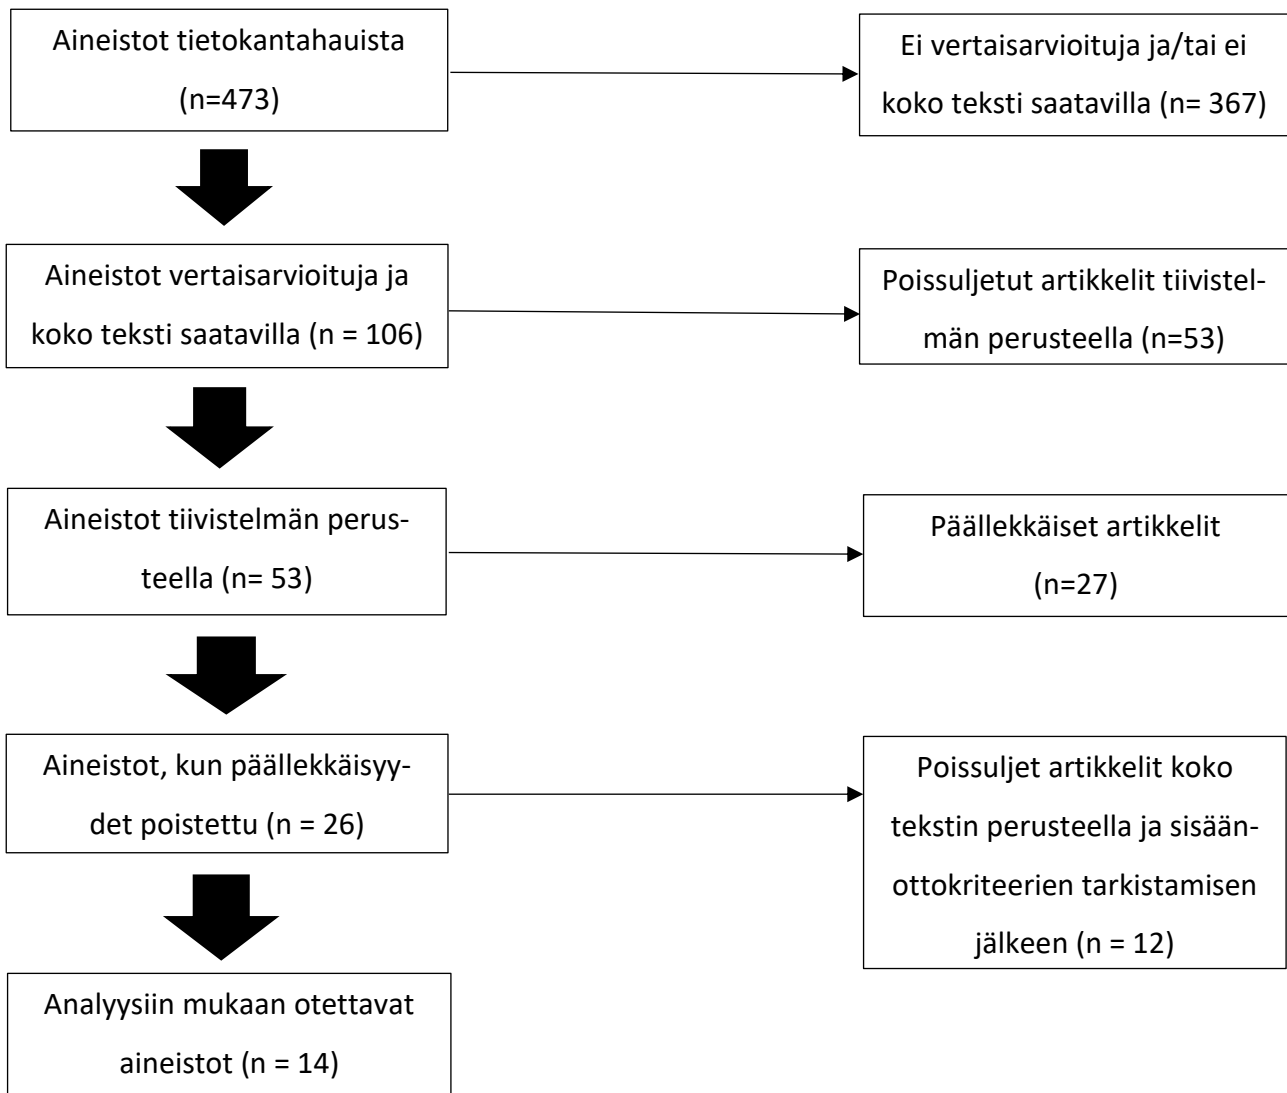 Aineistot tietokantahauista
(n=473)
Ei vertaisarvioituja ja/tai ei
koko teksti saatavilla (n= 367)
Aineistot vertaisarvioituja ja
koko teksti saatavilla (n = 106)
Poissuljetut artikkelit tiivistel-
män perusteella (n=53)
Aineistot tiivistelmän perus-
teella (n= 53)
Päällekkäiset artikkelit
(n=27)
Aineistot, kun päällekkäisyy-
det poistettu (n = 26)
Poissuljet artikkelit koko
tekstin perusteella ja sisään-
ottokriteerien tarkistamisen
jälkeen (n = 12)
Analyysiin mukaan otettavat
aineistot (n = 14)